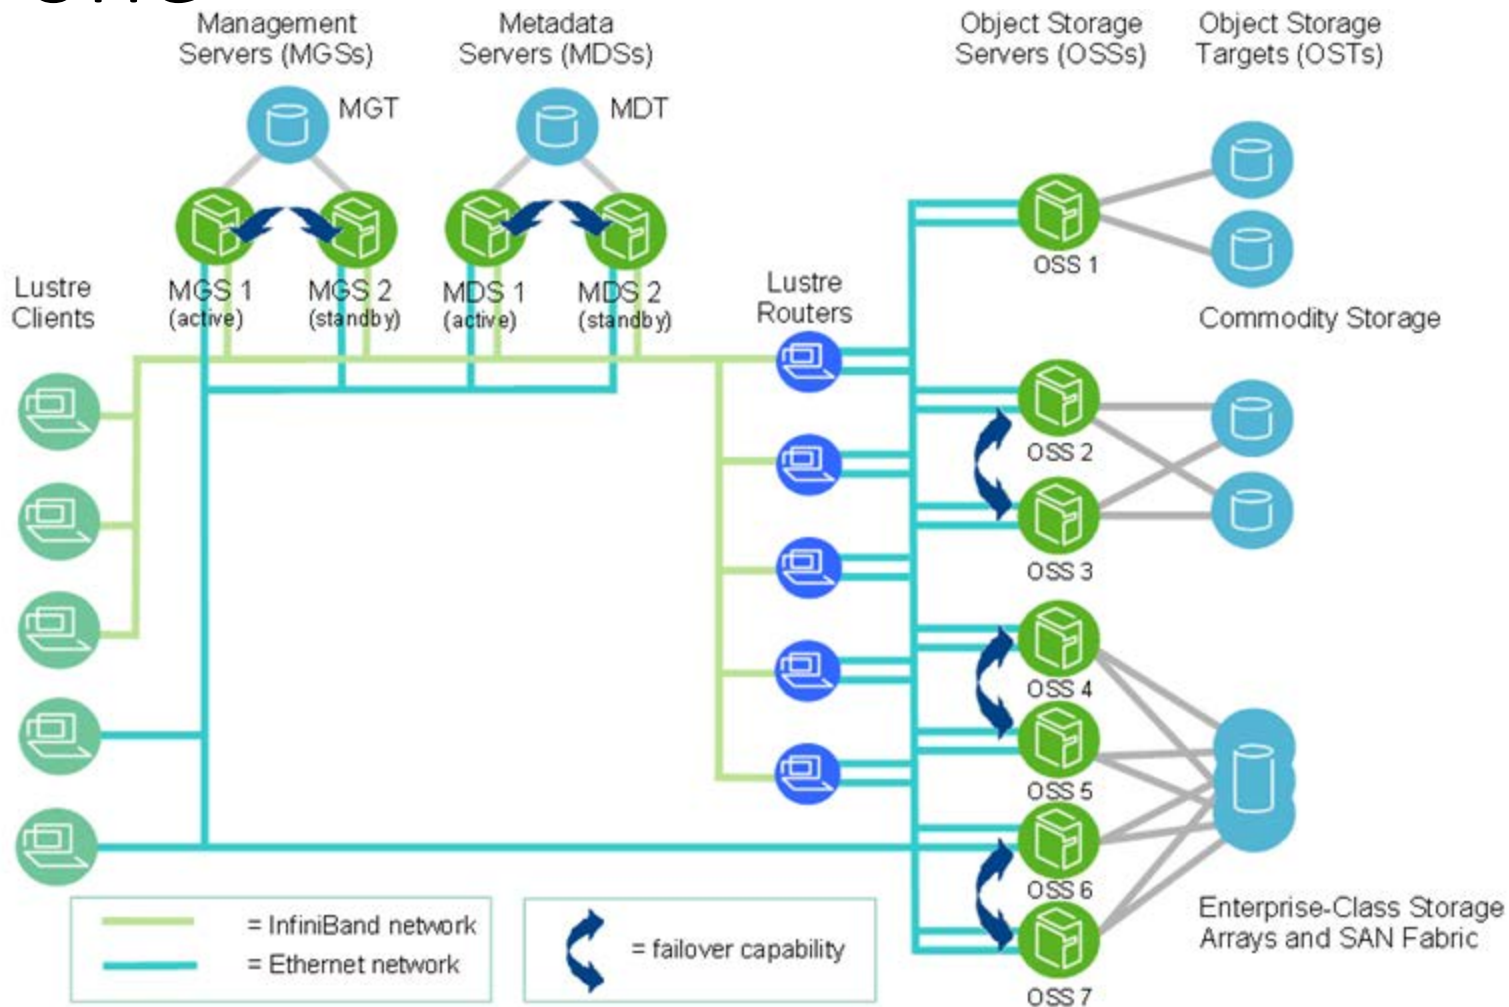 Management
Servers (MGSs)
Metadata
Servers (MDSs)
Object Storage
Servers (OSSs)
Object Storage
Targets (OSTs)
MGT
MDT
Lustre
Clients
MGS 1
(active)
MGS 2
(standby)
MDS 1
(active)
MDS 2
(standby)
Lustre
Routers
OSS 1
Commodity Storage
OSS 2
OSS 3
OSS 4
OSS 5
OSS 6
OSS 7
Enterprise-Class Storage
Arrays and SAN Fabric
= InfiniBand network
= Ethernet network
= failover capability